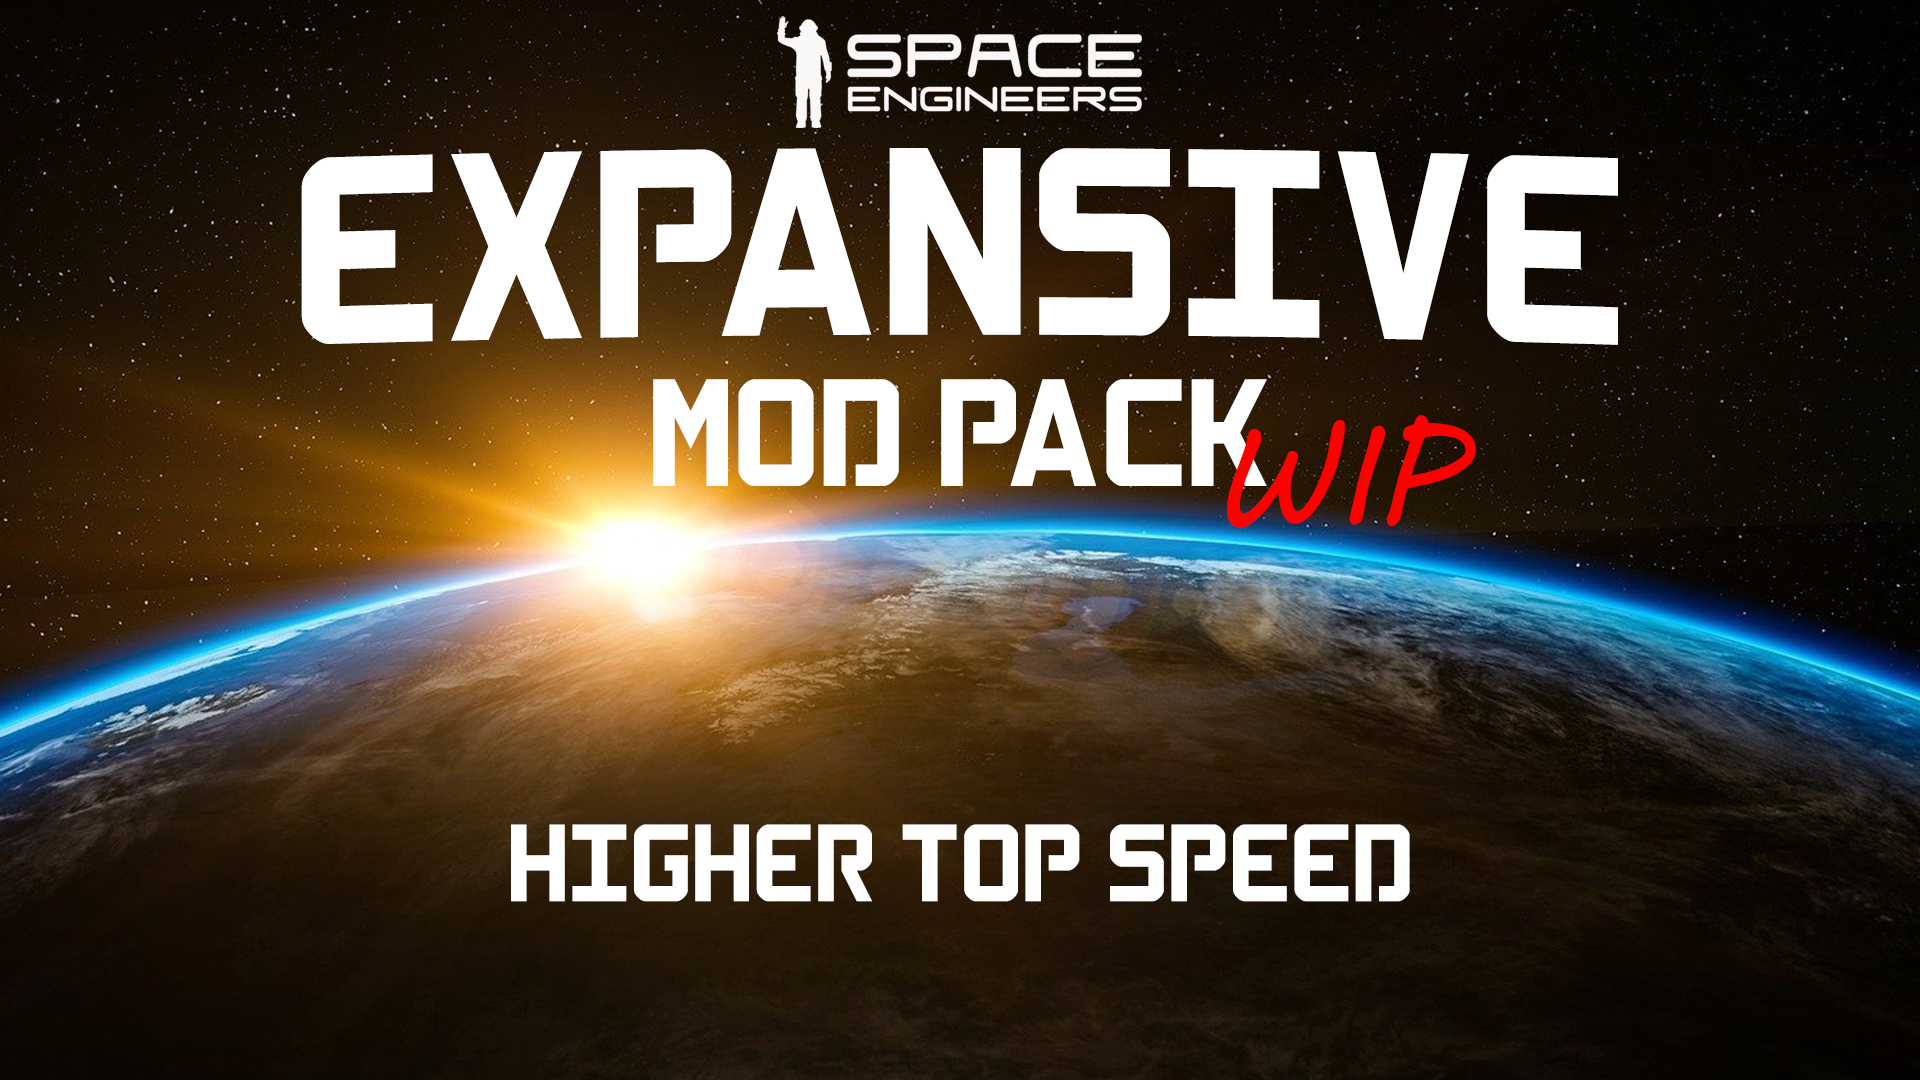 SPACE
ENGINEERS
EXPANSIVE
MOD PACK
WIP
HIGHER TOP SPEED